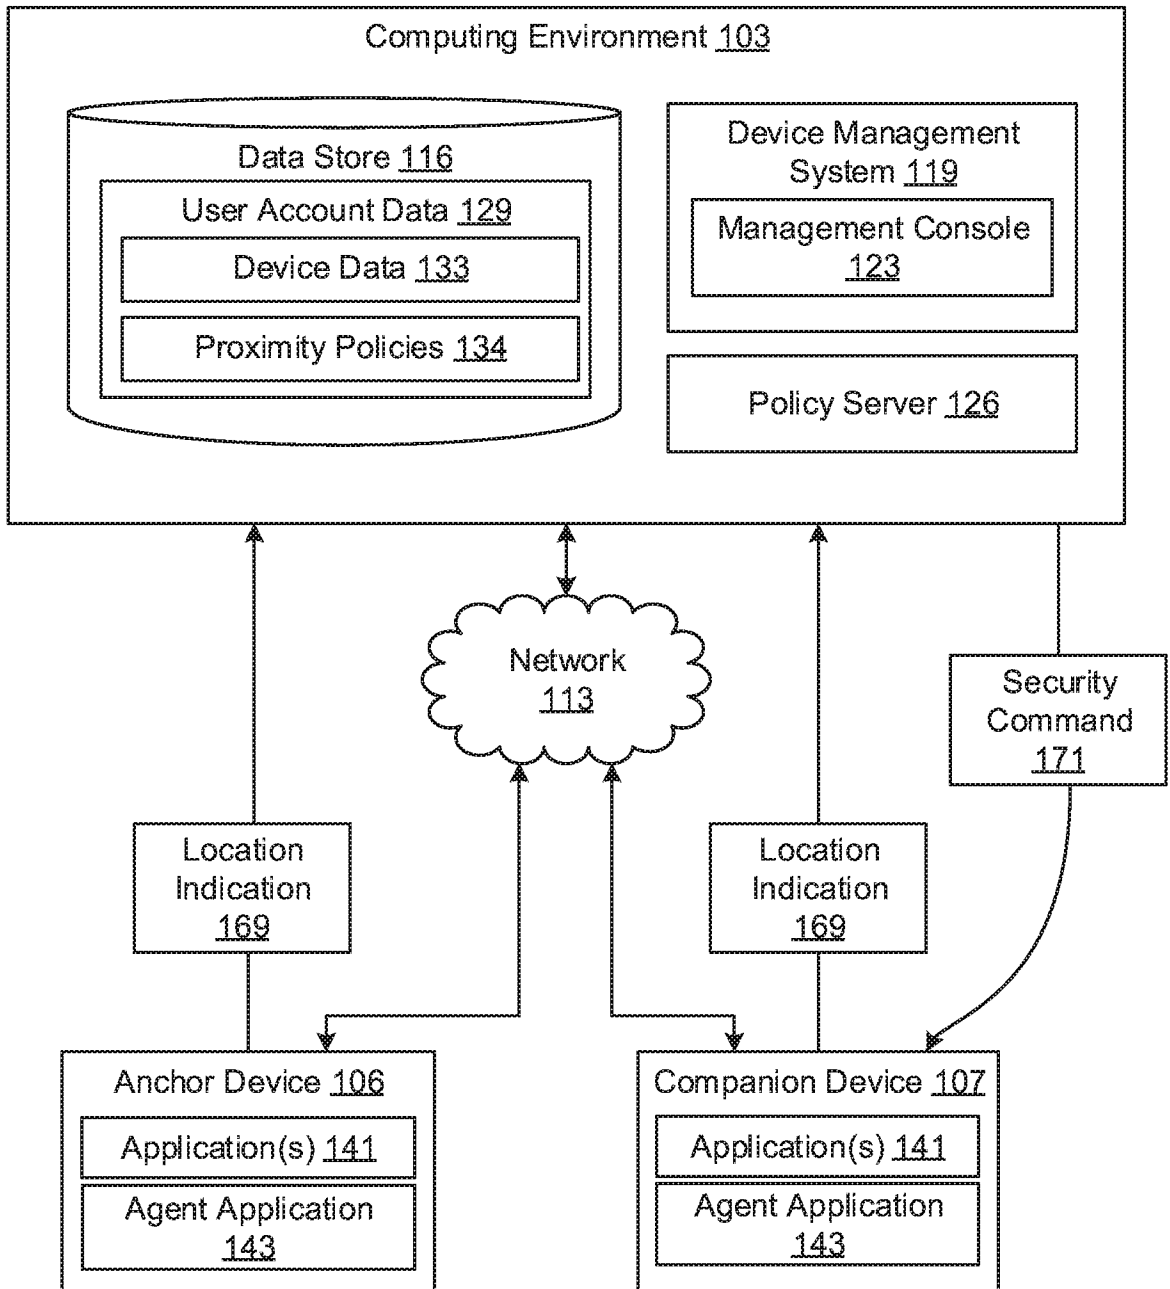 Computing Environment 103
Data Store 116
User Account Data 129
Device Data 133
Proximity Policies 134
Device Management
System 119
Management Console
123
Policy Server 126
Network
113
Security
Command
171
Location
Indication
169
Location
Indication
169
Anchor Device 106
Application(s) 141
Agent Application
143
Companion Device 107
Application(s) 141
Agent Application
143